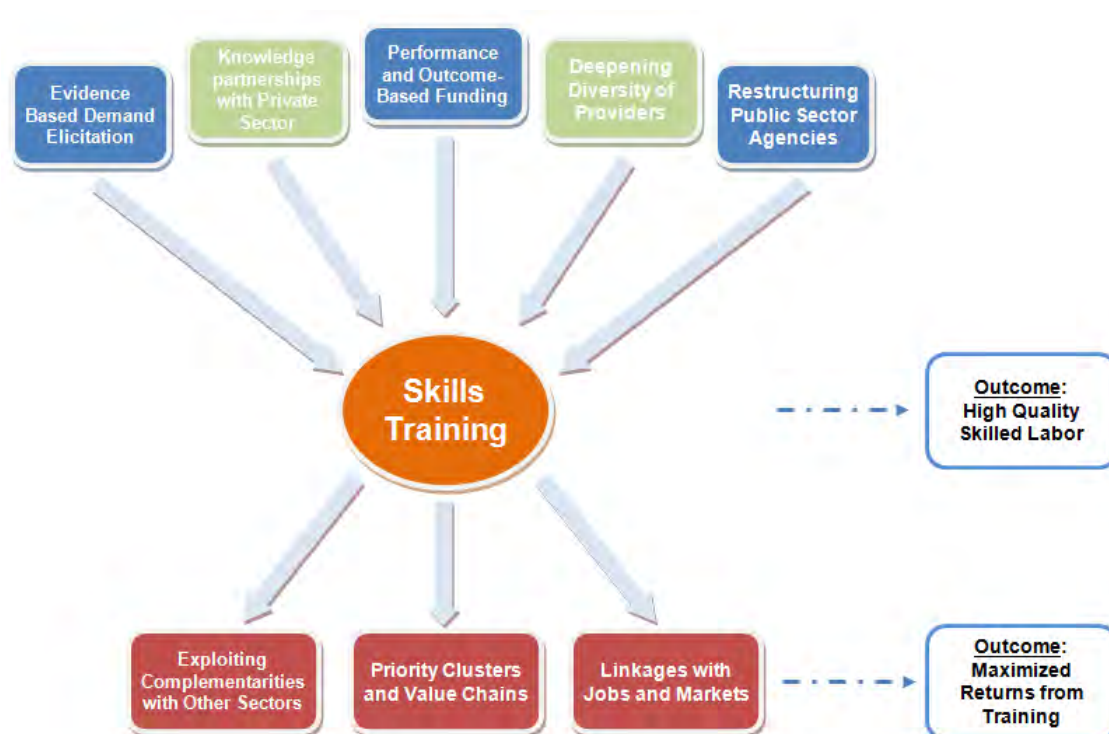 Evidence
Based Demand
Elicitation
Knowledge
partnerships
with Private
Sector
Performance
and Outcome-
Based Funding
Deepening
Diversity of
Providers
Restructuring
Public Sector
Agencies
Skills
Training
Outcome:
High Quality
Skilled Labor
Exploiting
Complementarities
with Other Sectors
Priority Clusters
and Value Chains
Linkages with
Jobs and Markets
Outcome:
Maximized
Returns from
Training